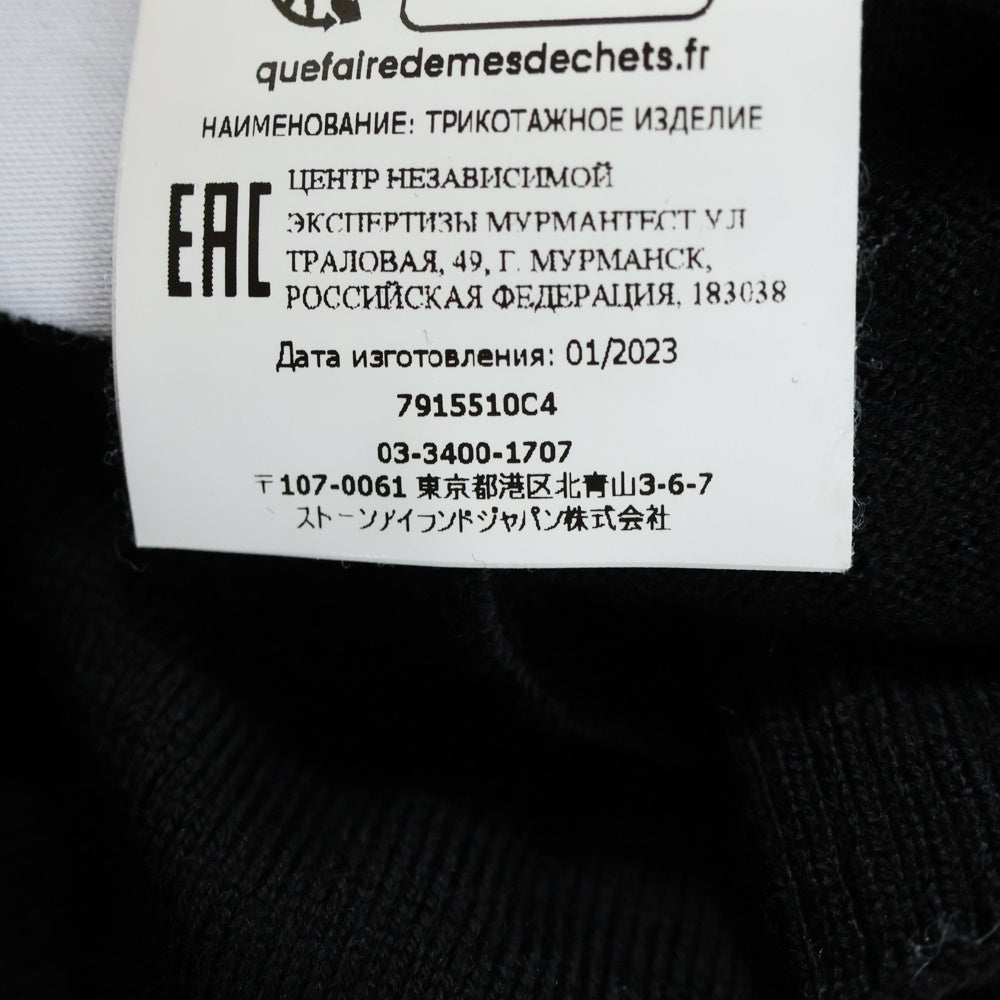 quefairedemesdechets.fr
НАИМЕНОВАНИЕ: ТРИКОТАЖНОЕ ИЗДЕЛИЕ
EAC
ЦЕНТР НЕЗАВИСИМОЙ
ЭКСПЕРТИЗЫ МУРМАНТЕСТ УЛ
ТРАЛОВАЯ, 49, Г. МУРМАНСК,
РОССИЙСКАЯ ФЕДЕРАЦИЯ, 183038
Дата изготовления: 01/2023
7915510C4
03-3400-1707
〒107-0061 東京都港区北青山3-6-7
ストーンアイランドジャパン株式会社